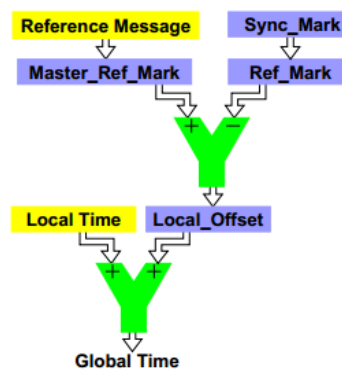 Reference Message
Sync_Mark
Master_Ref_Mark
Ref_Mark
+
−
Local Time
Local_Offset
+
+
Global Time